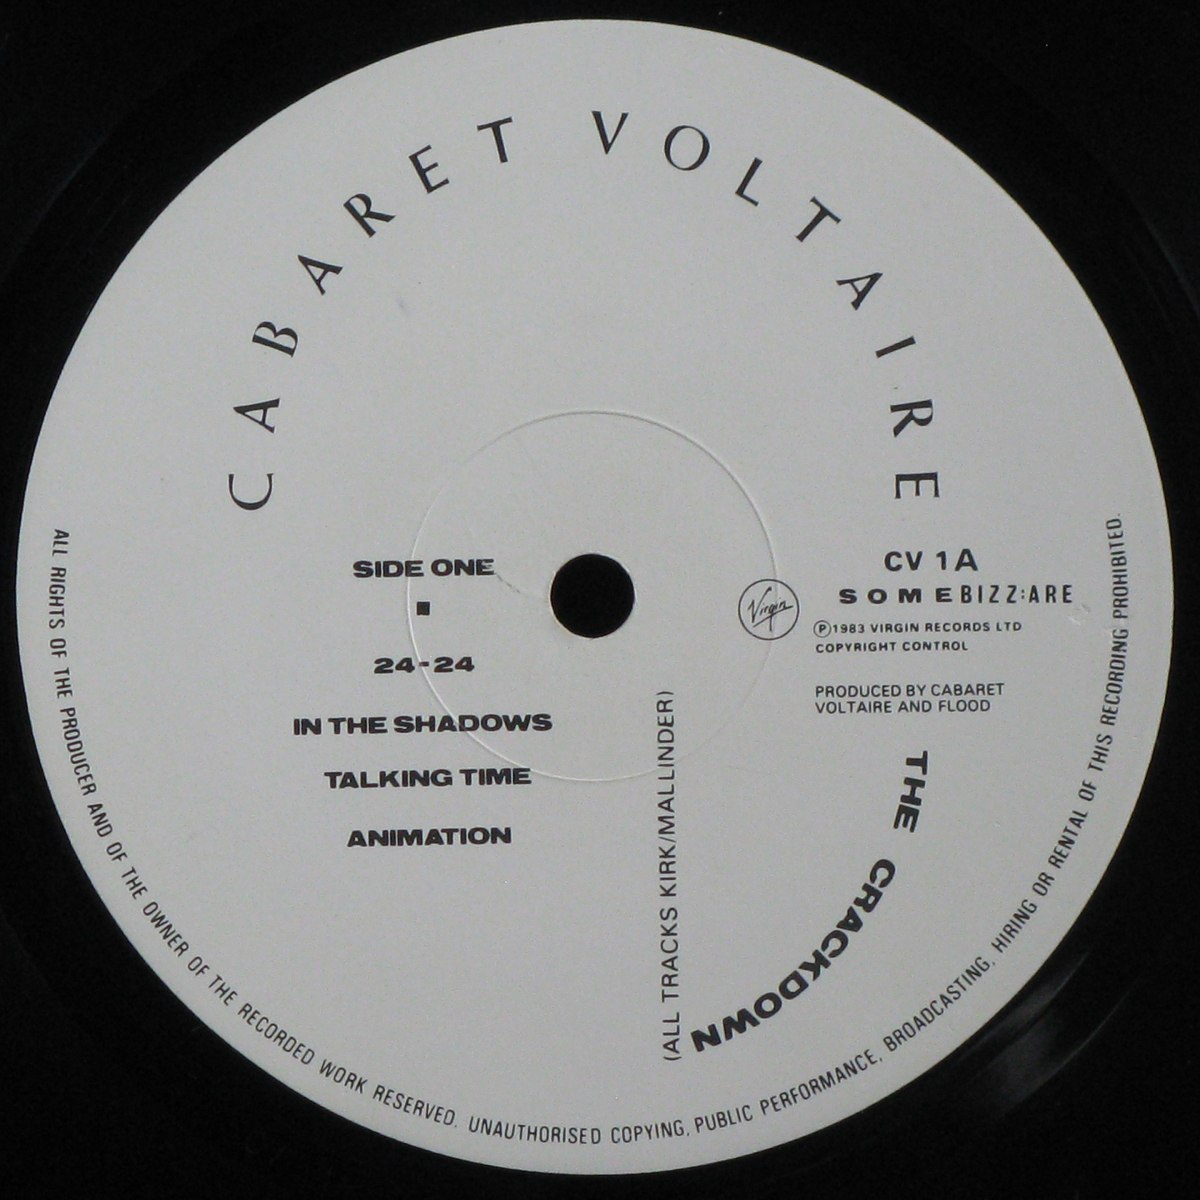 CABARET VOLTAIRE
SIDE ONE
24-24
IN THE SHADOWS
TALKING TIME
ANIMATION
(ALL TRACKS KIRK/MALLINDER)
Virgin
CV 1A
SOMEBIZZ:ARE
Ⓟ1983 VIRGIN RECORDS LTD
COPYRIGHT CONTROL
PRODUCED BY CABARET
VOLTAIRE AND FLOOD
THE CRACKDOWN
ALL RIGHTS OF THE PRODUCER AND OF THE OWNER OF THE RECORDED WORK RESERVED. UNAUTHORISED COPYING, PUBLIC PERFORMANCE, BROADCASTING, HIRING OR RENTAL OF THIS RECORDING PROHIBITED.